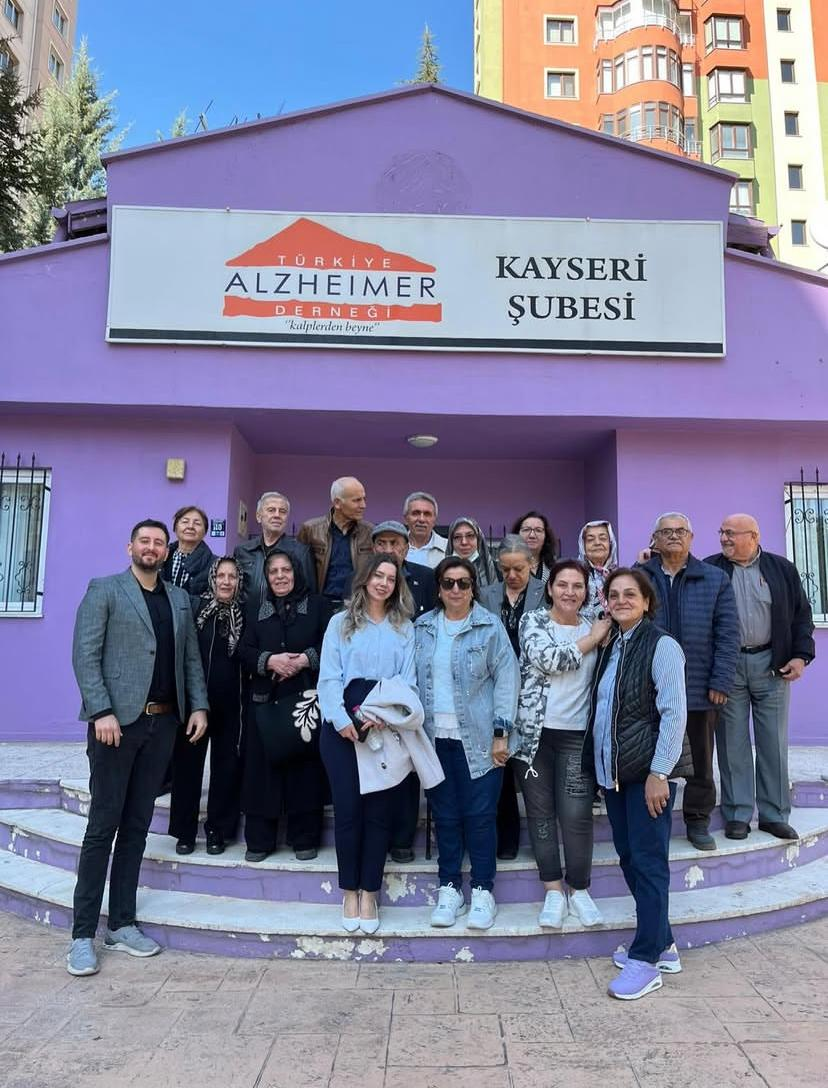 TÜRKİYE
ALZHEIMER
DERNEĞİ
"kalplerden beyne"
KAYSERİ
ŞUBESİ